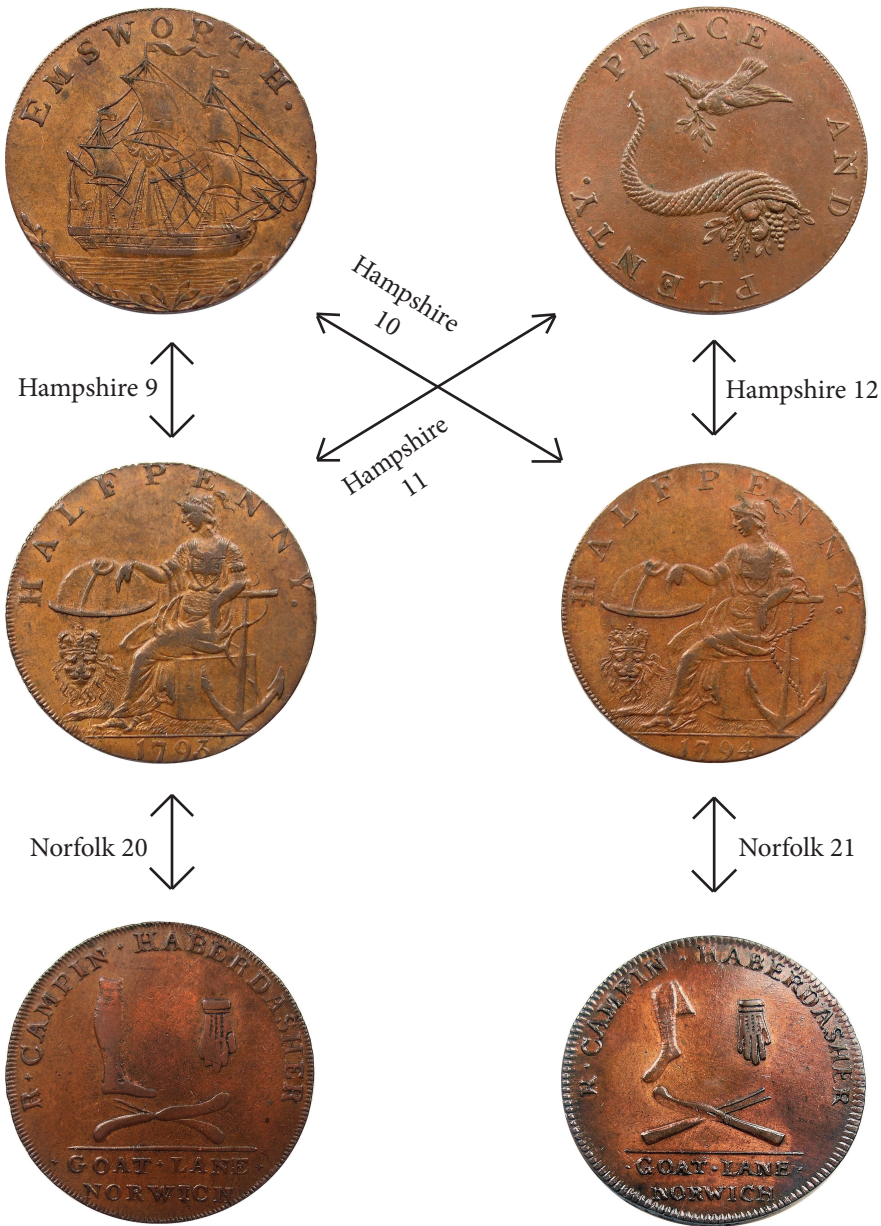 EMSWORTH.
PEACE AND PLENTY.
Hampshire
10
Hampshire 9
Hampshire 12
Hampshire
11
HALFPENNY.
1793
HALFPENNY.
1794
Norfolk 20
Norfolk 21
R·CAMPIN·HABERDASHER
·GOAT·LANE·
NORWICH
R·CAMPIN·HABERDASHER
·GOAT·LANE·
NORWICH